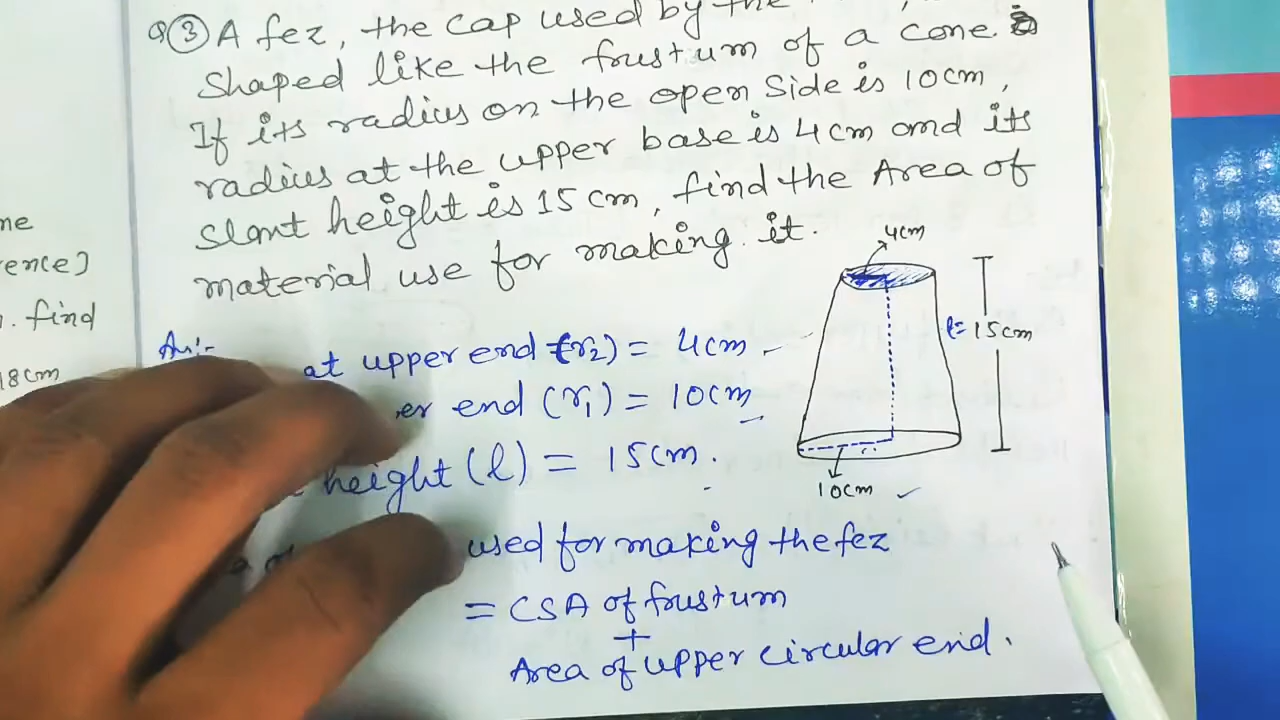 Q③ A fez, the cap used by the
shaped like the frustum of a cone.
If its radius on the open side is 10cm,
radius at the upper base is 4cm and its
slant height is 15cm, find the Area of
material use for making it.
4cm
l = 15cm
10cm
Ans:-
at upper end (r₂) = 4cm
er end (r₁) = 10cm
height (l) = 15cm.
used for making the fez
= CSA of frustum
+
Area of upper circular end.
me
ence]
. find
18cm